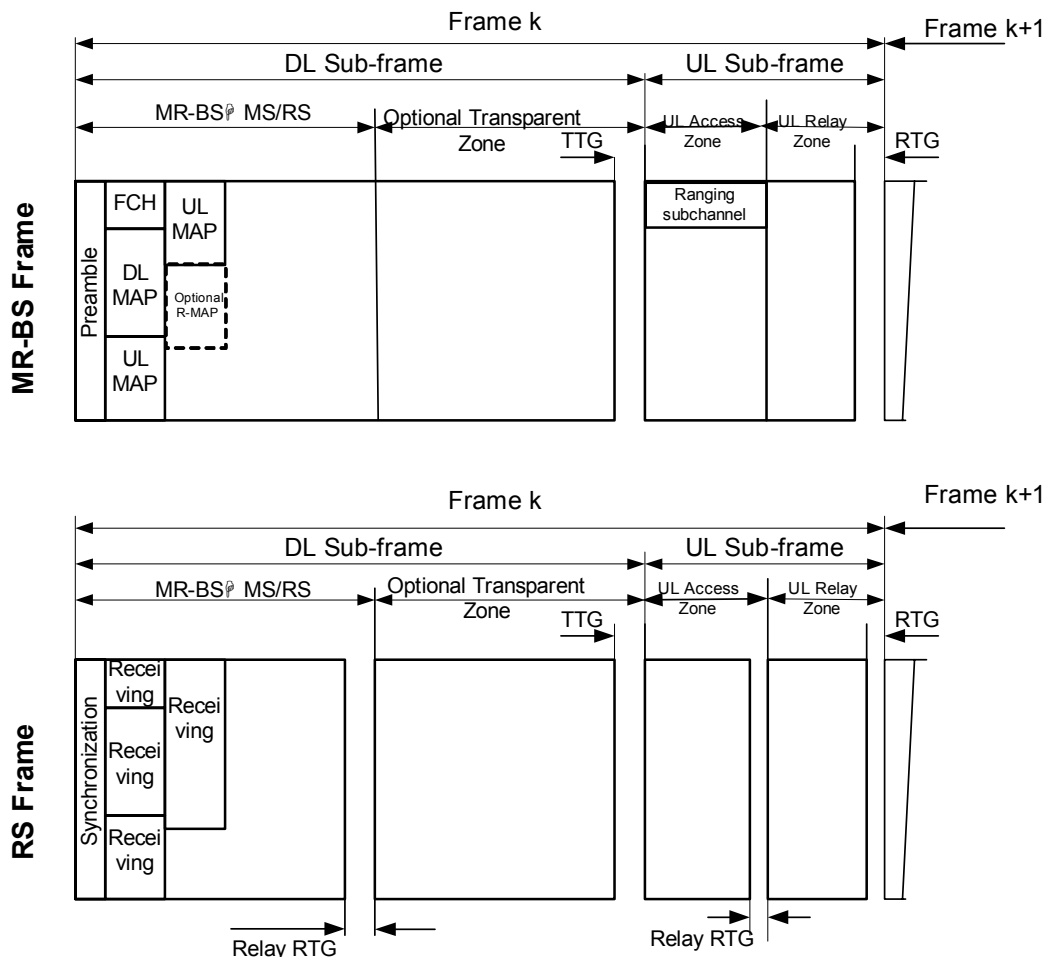 Frame k
Frame k+1
DL Sub-frame
UL Sub-frame
MR-BS MS/RS
Optional Transparent
Zone
UL Access
Zone
UL Relay
Zone
TTG
RTG
MR-BS Frame
Preamble
FCH
DL
MAP
UL
MAP
UL
MAP
Optional
R-MAP
Ranging
subchannel
Frame k
Frame k+1
DL Sub-frame
UL Sub-frame
MR-BS MS/RS
Optional Transparent
Zone
UL Access
Zone
UL Relay
Zone
TTG
RTG
RS Frame
Synchronization
Recei
ving
Recei
ving
Recei
ving
Recei
ving
Relay RTG
Relay RTG